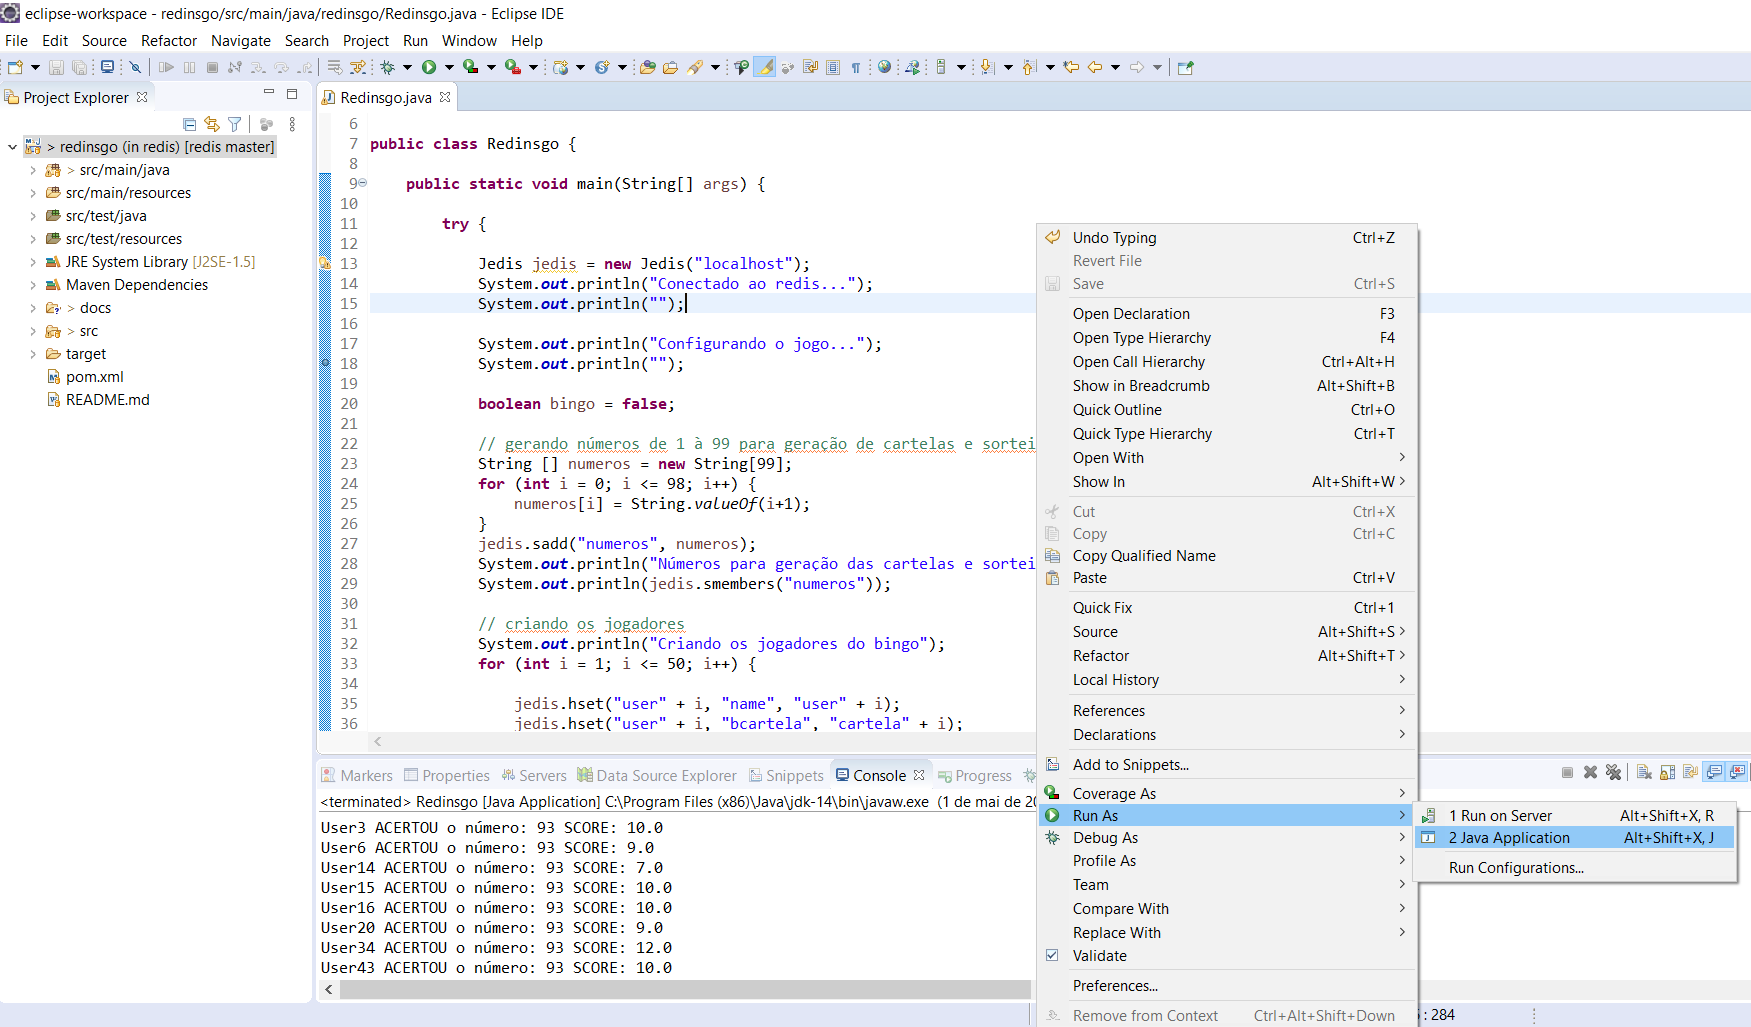 eclipse-workspace - redinsgo/src/main/java/redinsgo/Redinsgo.java - Eclipse IDE
File Edit Source Refactor Navigate Search Project Run Window Help
Project Explorer
> redinsgo (in redis) [redis master]
> src/main/java
src/main/resources
src/test/java
src/test/resources
JRE System Library [J2SE-1.5]
Maven Dependencies
> docs
> src
target
pom.xml
README.md
Redinsgo.java
6
7 public class Redinsgo {
8
9 public static void main(String[] args) {
10
11 try {
12
13 Jedis jedis = new Jedis("localhost");
14 System.out.println("Conectado ao redis...");
15 System.out.println("");
16
17 System.out.println("Configurando o jogo...");
18 System.out.println("");
19
20 boolean bingo = false;
21
22 // gerando números de 1 à 99 para geração de cartelas e sortei
23 String [] numeros = new String[99];
24 for (int i = 0; i <= 98; i++) {
25 numeros[i] = String.valueOf(i+1);
26 }
27 jedis.sadd("numeros", numeros);
28 System.out.println("Números para geração das cartelas e sortei
29 System.out.println(jedis.smembers("numeros"));
30
31 // criando os jogadores
32 System.out.println("Criando os jogadores do bingo");
33 for (int i = 1; i <= 50; i++) {
34
35 jedis.hset("user" + i, "name", "user" + i);
36 jedis.hset("user" + i, "bcartela", "cartela" + i);
Markers Properties Servers Data Source Explorer Snippets Console Progress
<terminated> Redinsgo [Java Application] C:\Program Files (x86)\Java\jdk-14\bin\javaw.exe (1 de mai de 20
User3 ACERTOU o número: 93 SCORE: 10.0
User6 ACERTOU o número: 93 SCORE: 9.0
User14 ACERTOU o número: 93 SCORE: 7.0
User15 ACERTOU o número: 93 SCORE: 10.0
User16 ACERTOU o número: 93 SCORE: 10.0
User20 ACERTOU o número: 93 SCORE: 9.0
User34 ACERTOU o número: 93 SCORE: 12.0
User43 ACERTOU o número: 93 SCORE: 10.0
Undo Typing Ctrl+Z
Revert File
Save Ctrl+S
Open Declaration F3
Open Type Hierarchy F4
Open Call Hierarchy Ctrl+Alt+H
Show in Breadcrumb Alt+Shift+B
Quick Outline Ctrl+O
Quick Type Hierarchy Ctrl+T
Open With
Show In Alt+Shift+W
Cut Ctrl+X
Copy Ctrl+C
Copy Qualified Name
Paste Ctrl+V
Quick Fix Ctrl+1
Source Alt+Shift+S
Refactor Alt+Shift+T
Local History
References
Declarations
Add to Snippets...
Coverage As
Run As
Debug As
Profile As
Team
Compare With
Replace With
Validate
Preferences...
Remove from Context Ctrl+Alt+Shift+Down
1 Run on Server Alt+Shift+X, R
2 Java Application Alt+Shift+X, J
Run Configurations...
: 284